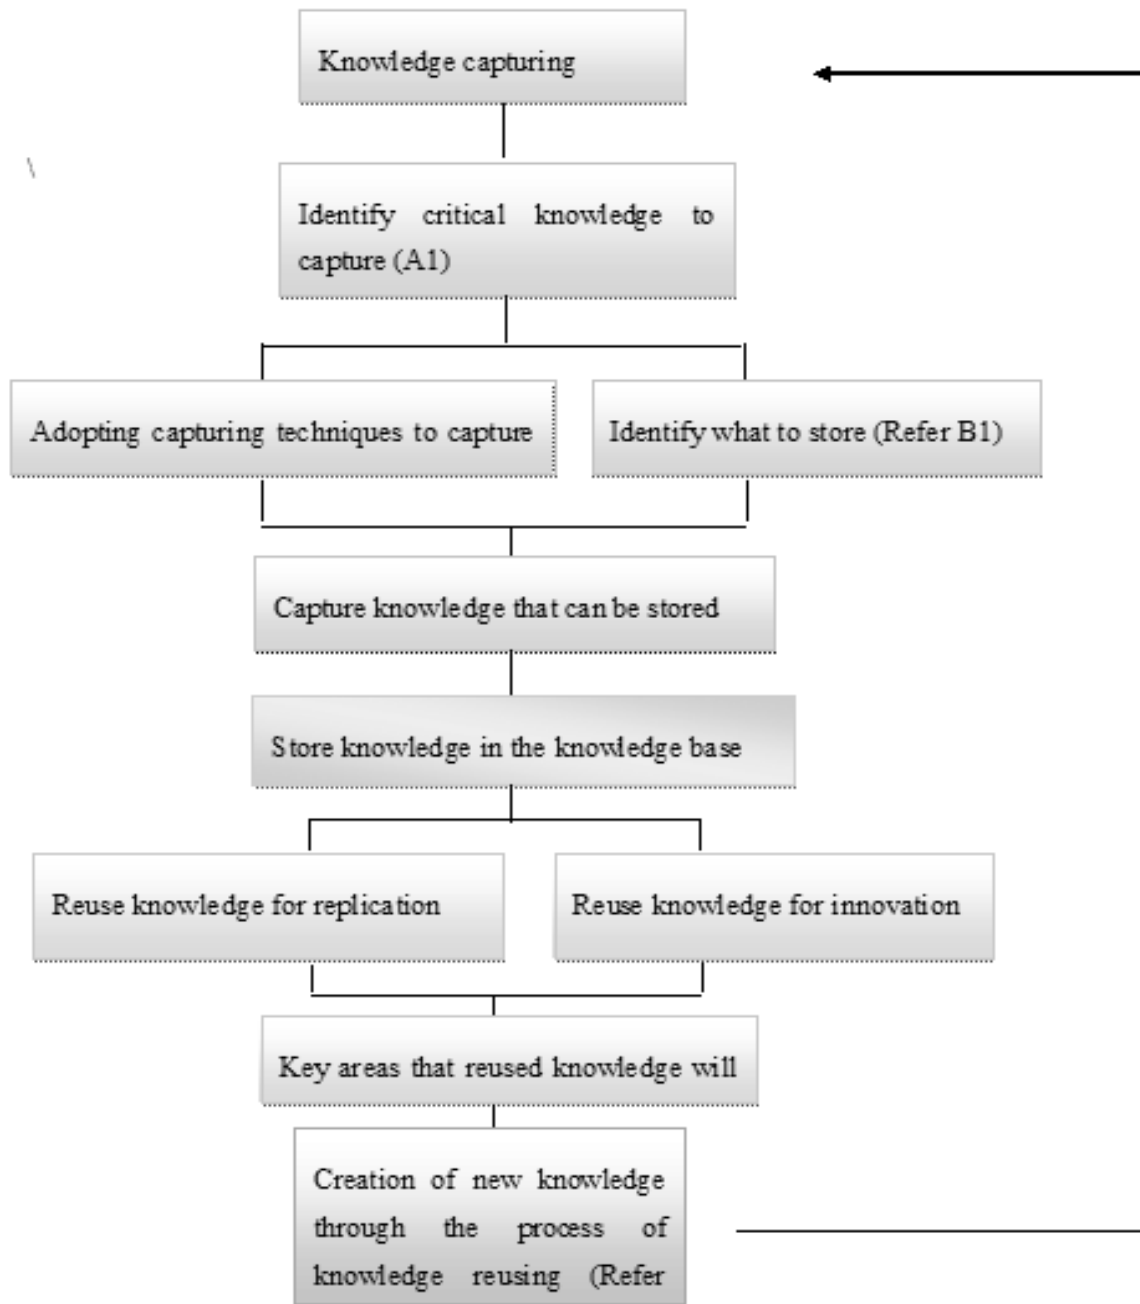 Knowledge capturing
\
Identify critical knowledge to
capture (A1)
Adopting capturing techniques to capture
Identify what to store (Refer B1)
Capture knowledge that can be stored
Store knowledge in the knowledge base
Reuse knowledge for replication
Reuse knowledge for innovation
Key areas that reused knowledge will
Creation of new knowledge
through the process of
knowledge reusing (Refer